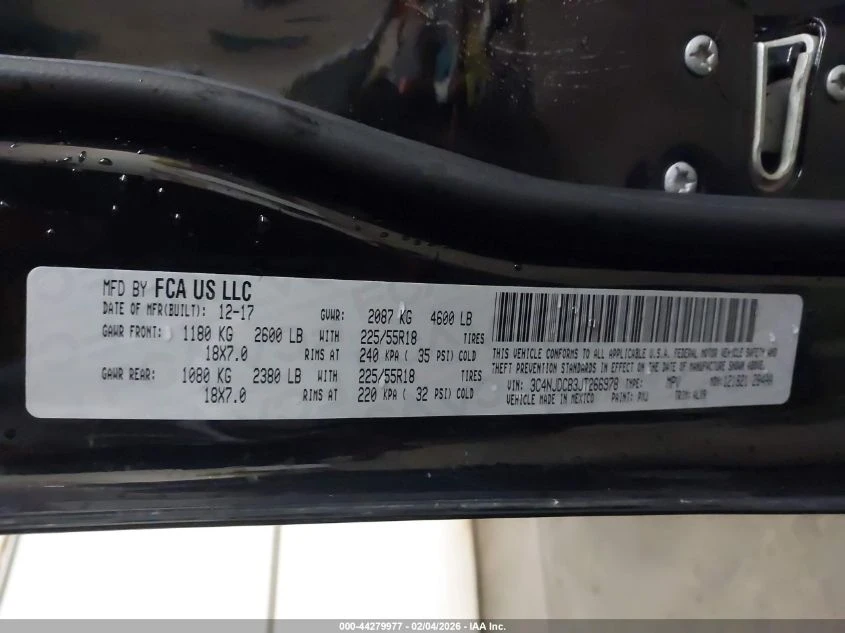 MFD BY FCA US LLC
DATE OF MFR(BUILT): 12-17 GVWR: 2087 KG 4600 LB
GAWR FRONT: 1180 KG 2600 LB WITH 225/55R18 TIRES
18X7.0 RIMS AT 240 KPA ( 35 PSI) COLD
GAWR REAR: 1080 KG 2380 LB WITH 225/55R18 TIRES
18X7.0 RIMS AT 220 KPA ( 32 PSI) COLD
THIS VEHICLE CONFORMS TO ALL APPLICABLE U.S.A. FEDERAL MOTOR VEHICLE SAFETY AND
THEFT PREVENTION STANDARDS IN EFFECT ON THE DATE OF MANUFACTURE SHOWN ABOVE.
VIN: 3C4NJDCB3JT266978 TYPE: MPV MDH: 121621
VEHICLE MADE IN MEXICO PAINT: PXJ TRIM:
000-44279977 - 02/04/2026 - IAA Inc.